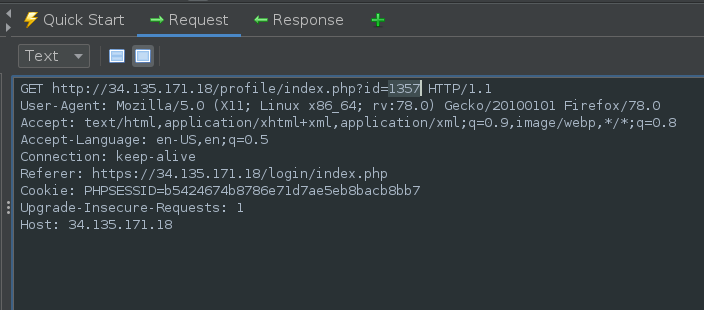 Quick Start Request Response
Text
GET http://34.135.171.18/profile/index.php?id=1357 HTTP/1.1
User-Agent: Mozilla/5.0 (X11; Linux x86_64; rv:78.0) Gecko/20100101 Firefox/78.0
Accept: text/html,application/xhtml+xml,application/xml;q=0.9,image/webp,*/*;q=0.8
Accept-Language: en-US,en;q=0.5
Connection: keep-alive
Referer: https://34.135.171.18/login/index.php
Cookie: PHPSESSID=b5424674b8786e71d7ae5eb8bacb8bb7
Upgrade-Insecure-Requests: 1
Host: 34.135.171.18